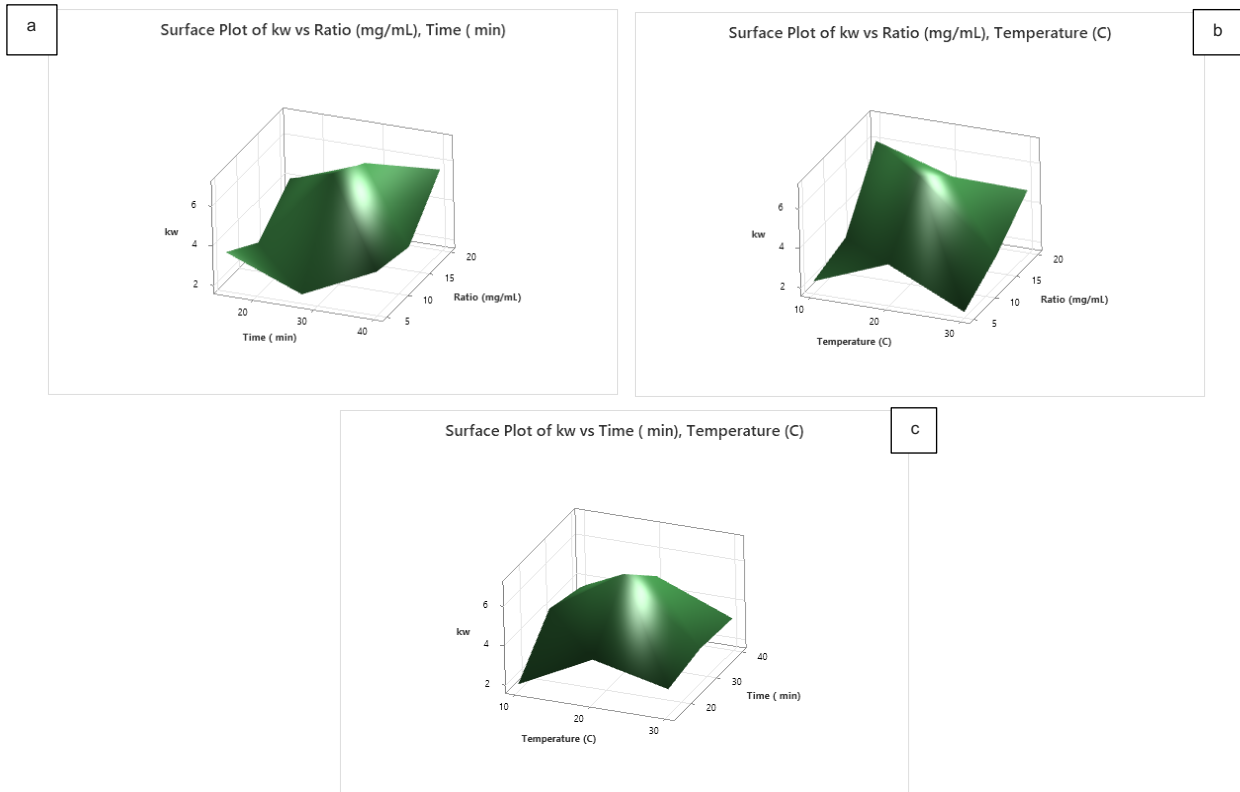 a
Surface Plot of kw vs Ratio (mg/mL), Time ( min)
6
4
2
kw
20
30
40
Time ( min)
5
10
15
20
Ratio (mg/mL)
b
Surface Plot of kw vs Ratio (mg/mL), Temperature (C)
6
4
2
kw
10
20
30
Temperature (C)
5
10
15
20
Ratio (mg/mL)
c
Surface Plot of kw vs Time ( min), Temperature (C)
6
4
2
kw
10
20
30
Temperature (C)
20
30
40
Time ( min)